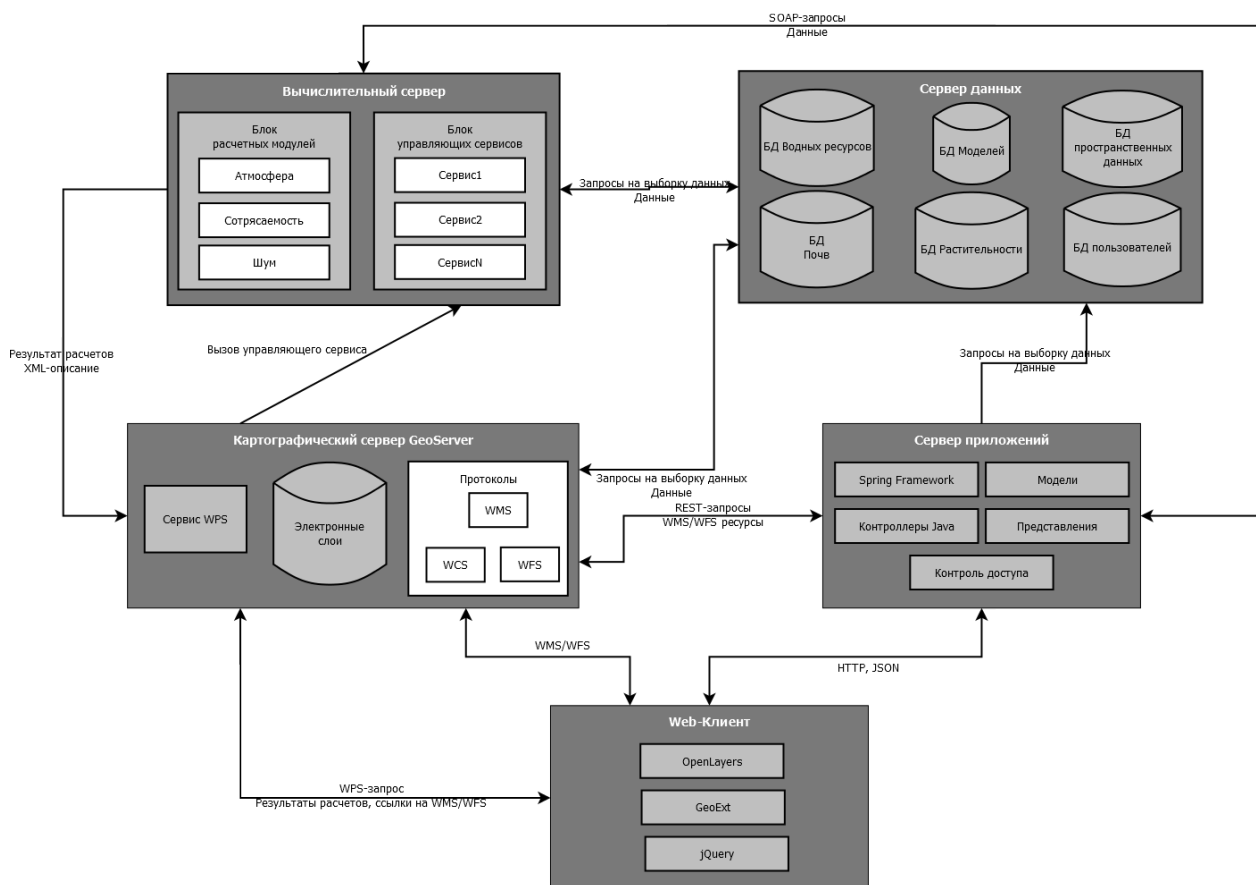 SOAP-запросы
Данные
Вычислительный сервер
Блок
расчетных модулей
Атмосфера
Сотрясаемость
Шум
Блок
управляющих сервисов
Сервис1
Сервис2
СервисN
Сервер данных
БД Водных ресурсов
БД Моделей
БД
пространственных
данных
БД
Почв
БД Растительности
БД пользователей
Запросы на выборку данных
Данные
Результат расчетов
XML-описание
Вызов управляющего сервиса
Запросы на выборку данных
Данные
Картографический сервер GeoServer
Сервис WPS
Электронные
слои
Протоколы
WMS
WCS
WFS
Запросы на выборку данных
Данные
REST-запросы
WMS/WFS ресурсы
Сервер приложений
Spring Framework
Модели
Контроллеры Java
Представления
Контроль доступа
WMS/WFS
HTTP, JSON
Web-Клиент
OpenLayers
GeoExt
jQuery
WPS-запрос
Результаты расчетов, ссылки на WMS/WFS